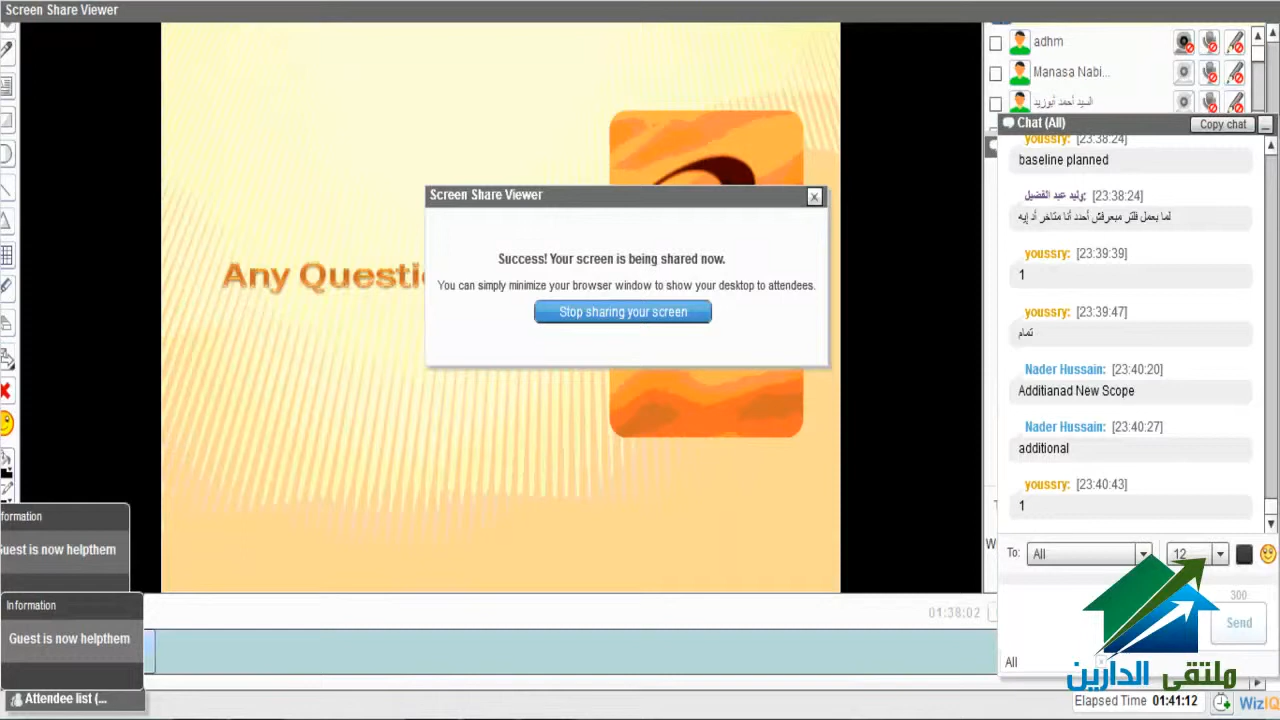 Screen Share Viewer
adhm
Manasa Nabi...
السيد أحمد أبوزيد
Chat (All)
Copy chat
youssry: [23:38:24]
baseline planned
وليد عبد الفضيل: [23:38:24]
لما بعمل فلتر مبعرفش أحدد أنا متاخر أد إيه
youssry: [23:39:39]
1
youssry: [23:39:47]
تمام
Nader Hussain: [23:40:20]
Additianad New Scope
Nader Hussain: [23:40:27]
additional
youssry: [23:40:43]
1
Any Questi
Screen Share Viewer
Success! Your screen is being shared now.
You can simply minimize your browser window to show your desktop to attendees.
Stop sharing your screen
formation
Guest is now helpthem
Information
Guest is now helpthem
Attendee list (...
01:38:02
To: All
12
300
Send
All
ملتقى الدارين
Elapsed Time 01:41:12
WizIQ